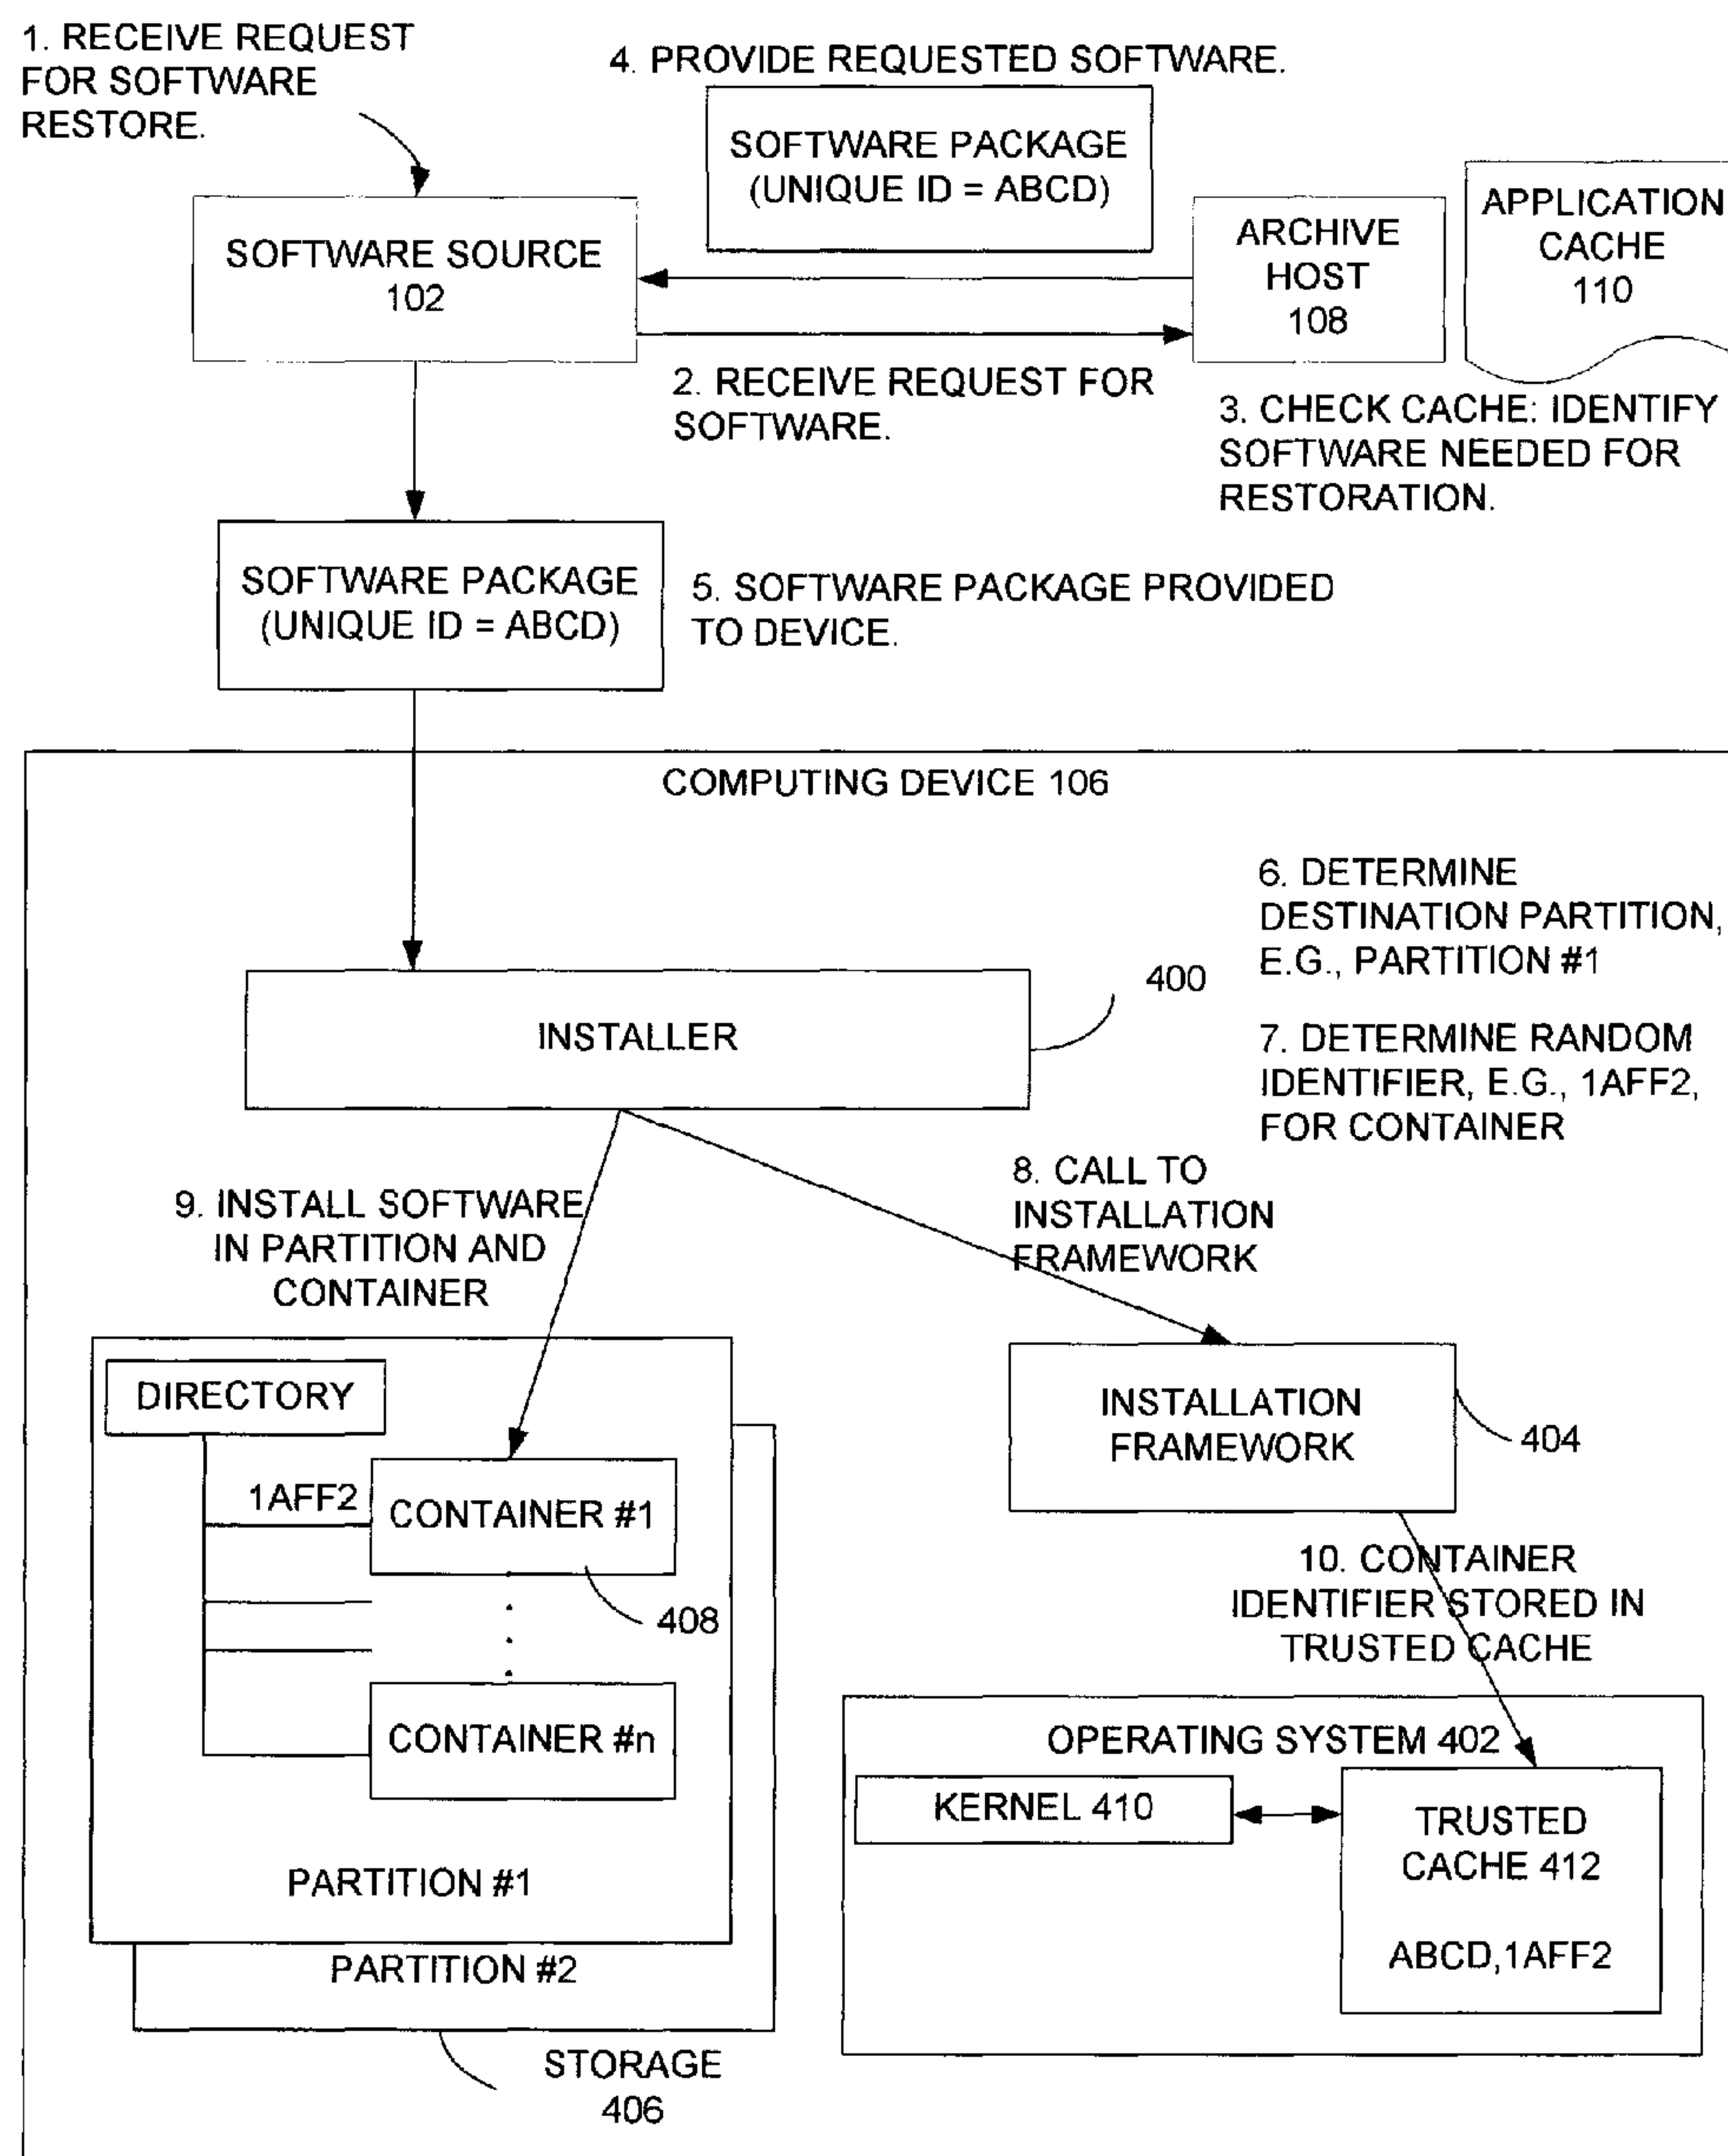 1. RECEIVE REQUEST
FOR SOFTWARE
RESTORE.
4. PROVIDE REQUESTED SOFTWARE.
SOFTWARE PACKAGE
(UNIQUE ID = ABCD)
SOFTWARE SOURCE
102
ARCHIVE
HOST
108
APPLICATION
CACHE
110
2. RECEIVE REQUEST FOR
SOFTWARE.
3. CHECK CACHE: IDENTIFY
SOFTWARE NEEDED FOR
RESTORATION.
SOFTWARE PACKAGE
(UNIQUE ID = ABCD)
5. SOFTWARE PACKAGE PROVIDED
TO DEVICE.
COMPUTING DEVICE 106
6. DETERMINE
DESTINATION PARTITION,
E.G., PARTITION #1
400
INSTALLER
7. DETERMINE RANDOM
IDENTIFIER, E.G., 1AFF2,
FOR CONTAINER
8. CALL TO
INSTALLATION
FRAMEWORK
9. INSTALL SOFTWARE
IN PARTITION AND
CONTAINER
DIRECTORY
1AFF2
CONTAINER #1
408
CONTAINER #n
PARTITION #1
PARTITION #2
STORAGE
406
INSTALLATION
FRAMEWORK
404
10. CONTAINER
IDENTIFIER STORED IN
TRUSTED CACHE
OPERATING SYSTEM 402
KERNEL 410
TRUSTED
CACHE 412
ABCD,1AFF2